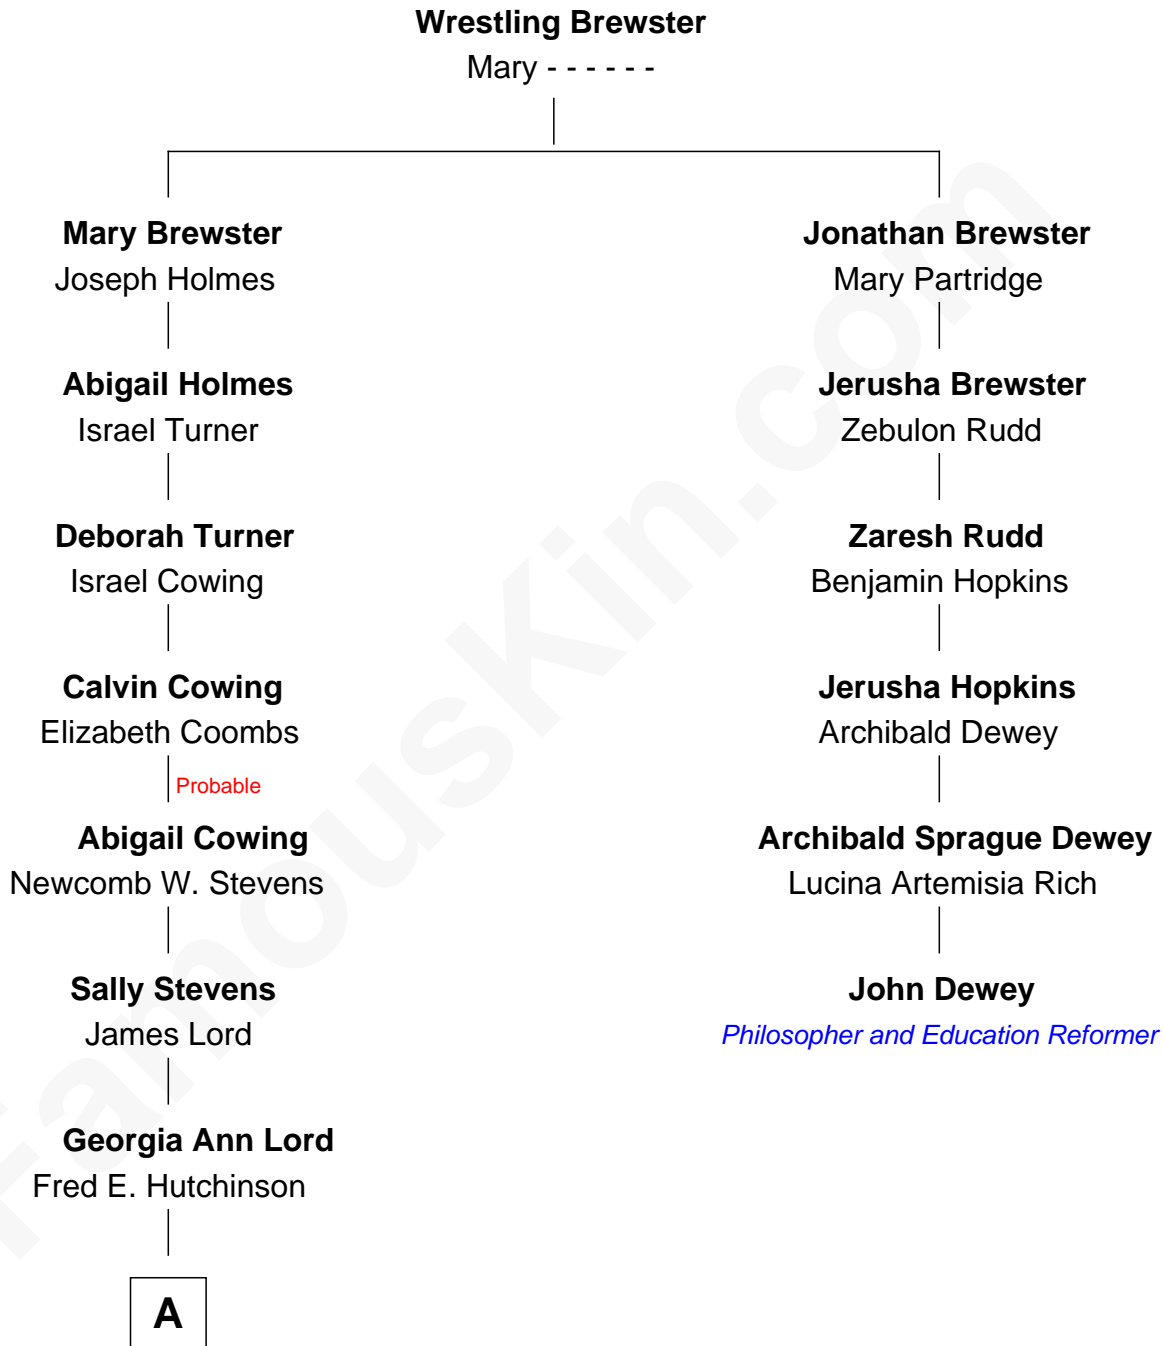 Wrestling Brewster
Mary - - - - - -
Mary Brewster
Joseph Holmes
Jonathan Brewster
Mary Partridge
Abigail Holmes
Israel Turner
Jerusha Brewster
Zebulon Rudd
Deborah Turner
Israel Cowing
Zaresh Rudd
Benjamin Hopkins
Calvin Cowing
Elizabeth Coombs
Jerusha Hopkins
Archibald Dewey
Probable
Abigail Cowing
Newcomb W. Stevens
Archibald Sprague Dewey
Lucina Artemisia Rich
Sally Stevens
James Lord
John Dewey
Philosopher and Education Reformer
Georgia Ann Lord
Fred E. Hutchinson
A
FamousKin.com